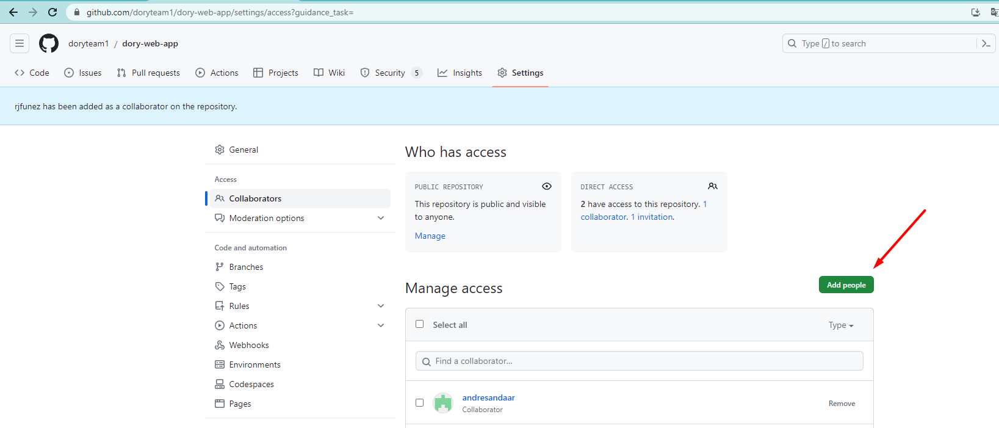 github.com/doryteam1/dory-web-app/settings/access?guidance_task=
doryteam1 / dory-web-app
Type / to search
Code Issues Pull requests Actions Projects Wiki Security 5 Insights Settings
rjfunez has been added as a collaborator on the repository.
General
Access
Collaborators
Moderation options
Code and automation
Branches
Tags
Rules
Actions
Webhooks
Environments
Codespaces
Pages
Who has access
PUBLIC REPOSITORY
This repository is public and visible
to anyone.
Manage
DIRECT ACCESS
2 have access to this repository. 1
collaborator. 1 invitation.
Manage access
Add people
Select all
Type
Find a collaborator...
andresandaar
Collaborator
Remove